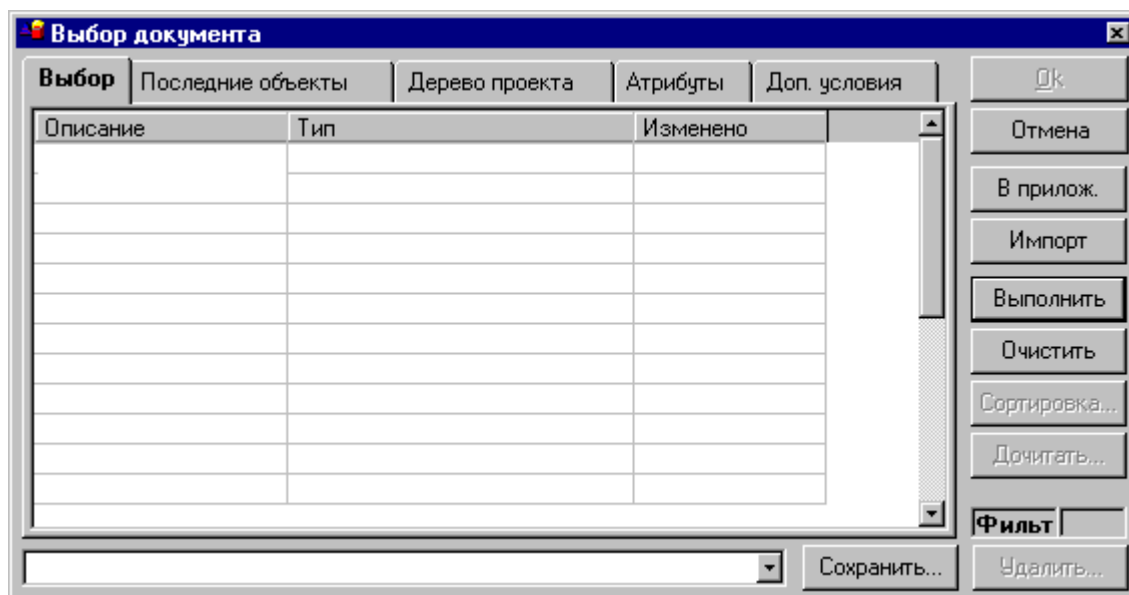 Выбор документа
Выбор Последние объекты Дерево проекта Атрибуты Доп. условия
Описание Тип Изменено
Ok
Отмена
В прилож.
Импорт
Выполнить
Очистить
Сортировка...
Дочитать...
Фильт
Сохранить... Удалить...